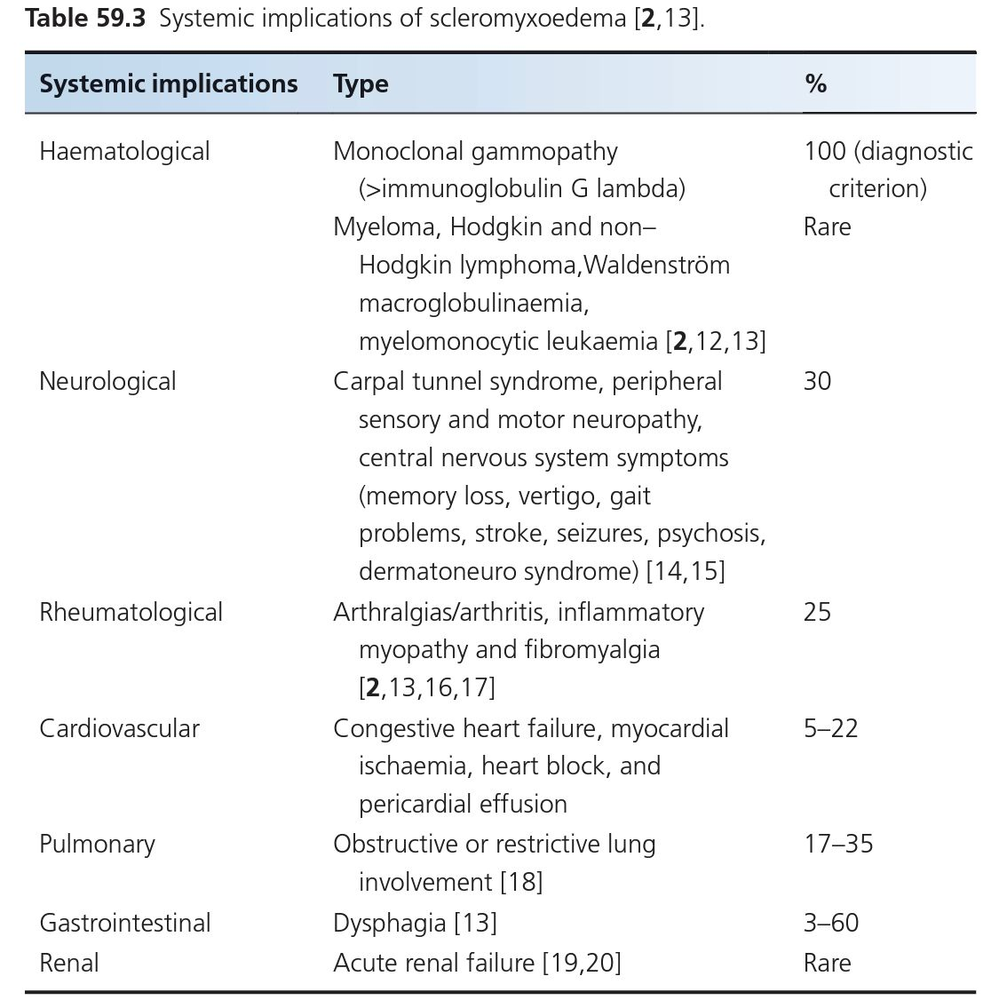 Table 59.3 Systemic implications of scleromyxoedema [2,13].
Systemic implications Type %
Haematological Monoclonal gammopathy 100 (diagnostic
(>immunoglobulin G lambda) criterion)
Myeloma, Hodgkin and non– Rare
Hodgkin lymphoma,Waldenström
macroglobulinaemia,
myelomonocytic leukaemia [2,12,13]
Neurological Carpal tunnel syndrome, peripheral 30
sensory and motor neuropathy,
central nervous system symptoms
(memory loss, vertigo, gait
problems, stroke, seizures, psychosis,
dermatoneuro syndrome) [14,15]
Rheumatological Arthralgias/arthritis, inflammatory 25
myopathy and fibromyalgia
[2,13,16,17]
Cardiovascular Congestive heart failure, myocardial 5–22
ischaemia, heart block, and
pericardial effusion
Pulmonary Obstructive or restrictive lung 17–35
involvement [18]
Gastrointestinal Dysphagia [13] 3–60
Renal Acute renal failure [19,20] Rare